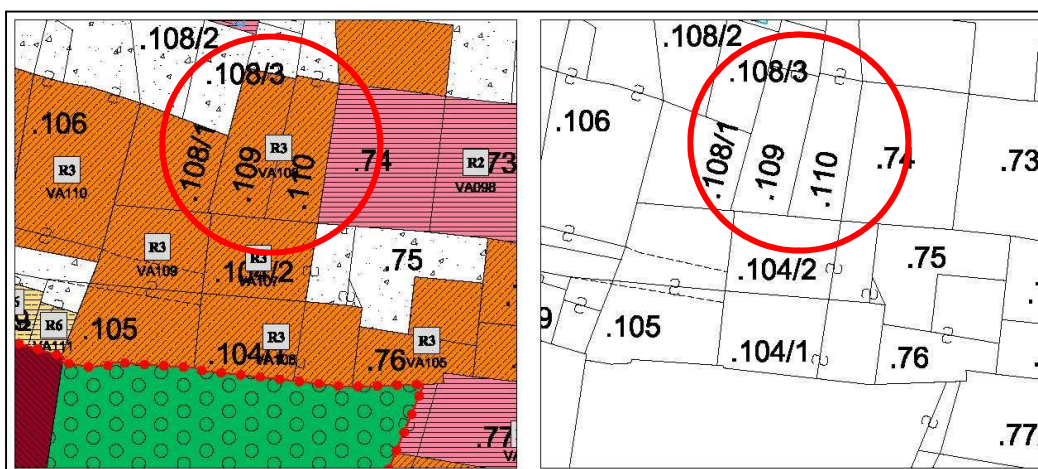 .108/2
.108/3
.106
R3
VA110
.108/1
.109
R3
.110
.74
R2
.73
VA098
R3
VA109
R3
.104/2
.75
R6
VA111
.105
R3
.104/1
.76
R3
VA105
.77
.108/2
.108/3
.106
.108/1
.109
.110
.74
.73
.104/2
.75
9
.105
.104/1
.76
.77